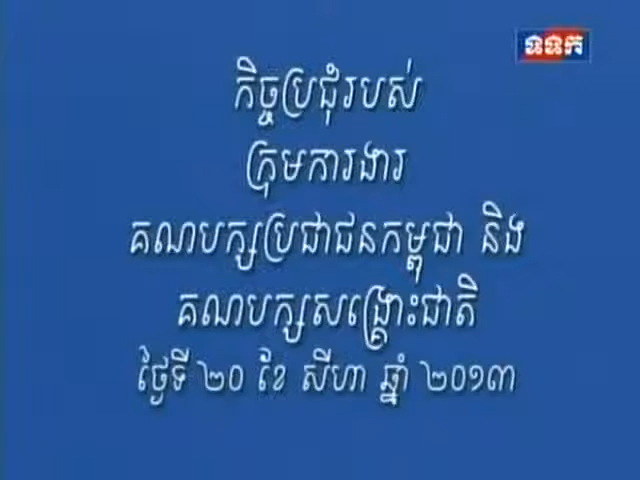 ទទក
កិច្ចប្រជុំរបស់
ក្រុមការងារ
គណបក្សប្រជាជនកម្ពុជា និង
គណបក្សសង្គ្រោះជាតិ
ថ្ងៃទី ២០ ខែ សីហា ឆ្នាំ ២០១៣